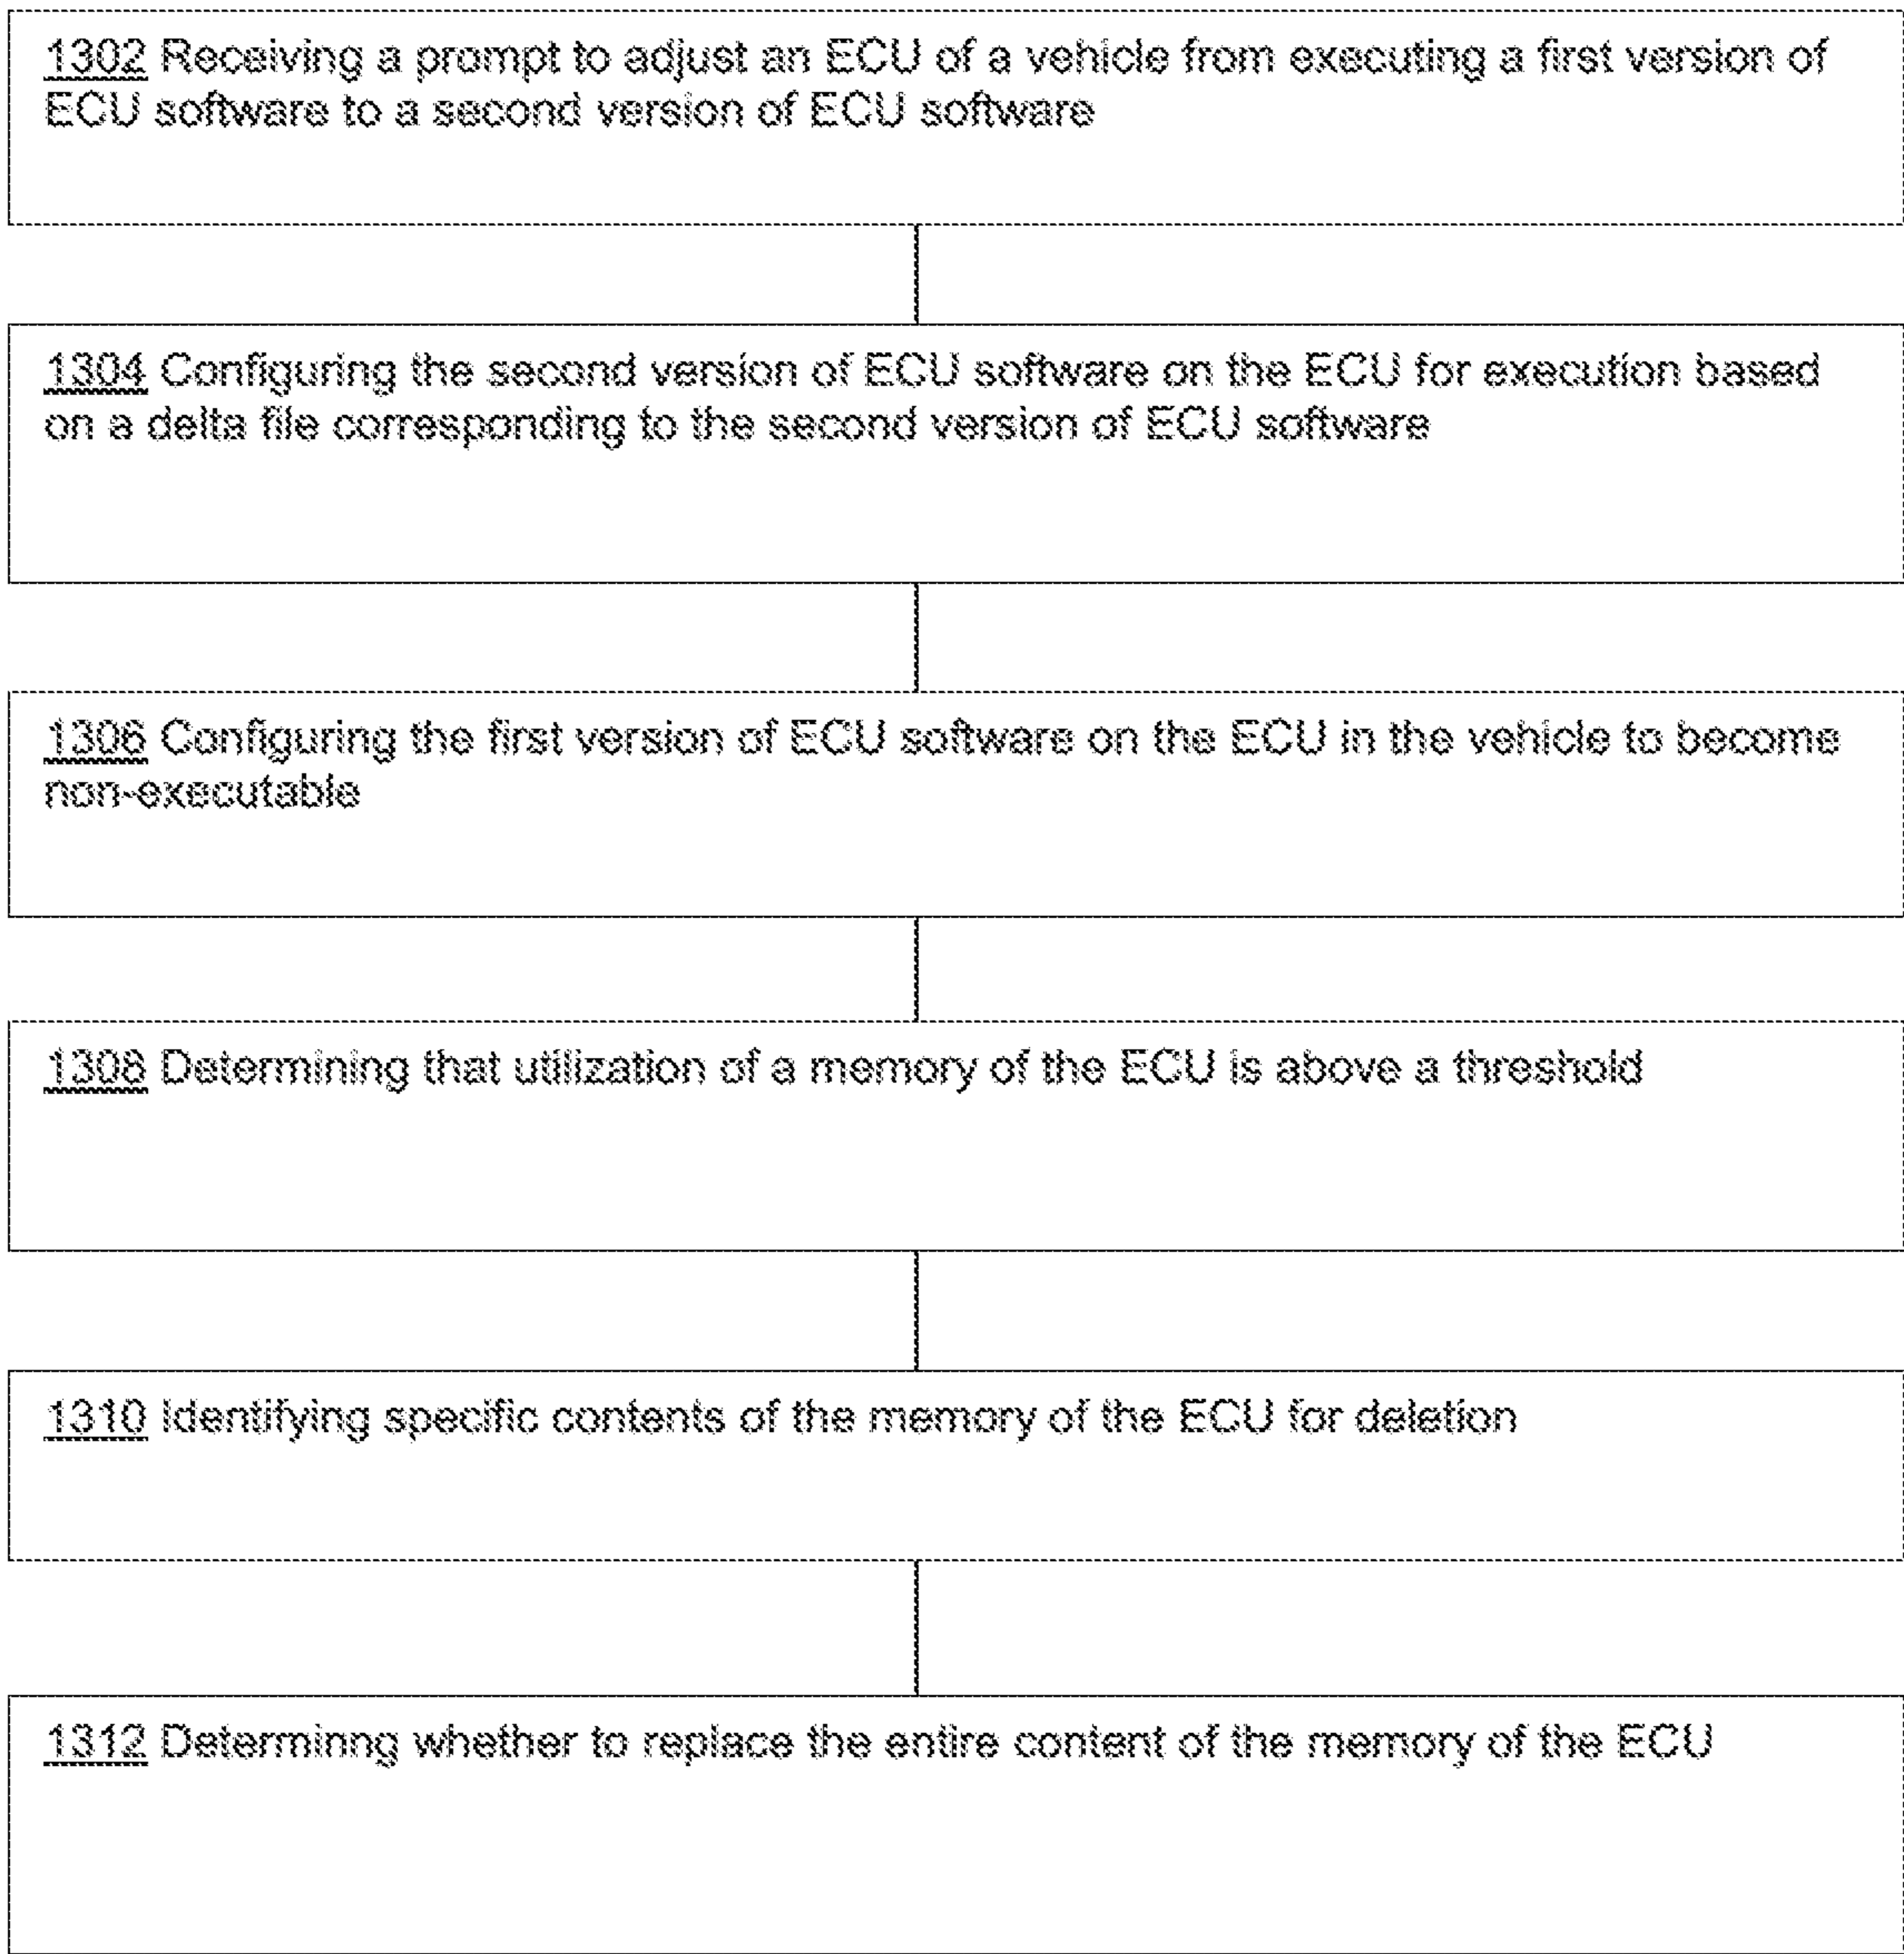 1302 Receiving a prompt to adjust an ECU of a vehicle from executing a first version of
ECU software to a second version of ECU software
1304 Configuring the second version of ECU software on the ECU for execution based
on a delta file corresponding to the second version of ECU software
1306 Configuring the first version of ECU software on the ECU in the vehicle to become
non-executable
1308 Determining that utilization of a memory of the ECU is above a threshold
1310 Identifying specific contents of the memory of the ECU for deletion
1312 Determinng whether to replace the entire content of the memory of the ECU